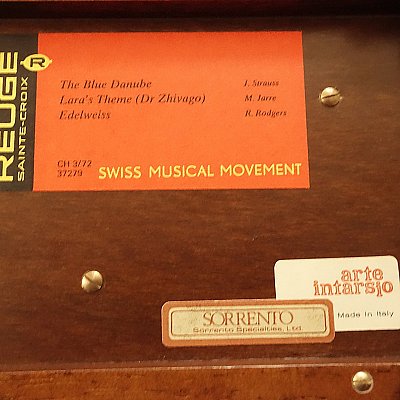 REUGE
SAINTE-CROIX
R
The Blue Danube J. Strauss
Lara's Theme (Dr Zhivago) M. Jarre
Edelweiss R. Rodgers
CH 3/72
37279
SWISS MUSICAL MOVEMENT
arte
intarsjo
Made in Italy
SORRENTO
Sorrento Specialties, Ltd.